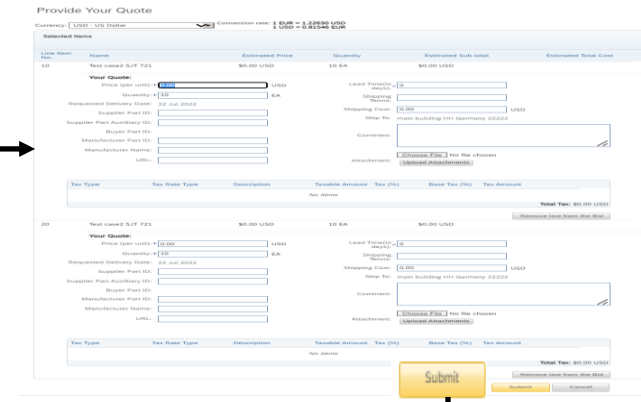 Provide Your Quote
Currency: USD - US Dollar Conversion rate: 1 EUR = 1.22630 USD
1 USD = 0.81546 EUR
Selected Items
Line Item No. Name Estimated Price Quantity Estimated Sub-total Estimated Total Cost
10 Test case2 S/T 721 $0.00 USD 10 EA $0.00 USD
Your Quote:
Price (per unit): * 0.00 USD Lead Time(in days): 0
Quantity: * 10 EA Shipping Terms:
Requested Delivery Date: 22 Jul 2022 Shipping Cost: 0.00 USD
Supplier Part ID: Ship To: main building HH Germany 22222
Supplier Part Auxiliary ID:
Buyer Part ID: Comment:
Manufacturer Part ID:
Manufacturer Name: Choose File No file chosen
URL: Attachment: Upload Attachments
Tax Type Tax Rate Type Description Taxable Amount Tax (%) Base Tax (%) Tax Amount
No items
Total Tax: $0.00 USD
Remove line from the Bid
20 Test case2 S/T 721 $0.00 USD 10 EA $0.00 USD
Your Quote:
Price (per unit): * 0.00 USD Lead Time(in days): 0
Quantity: * 10 EA Shipping Terms:
Requested Delivery Date: 22 Jul 2022 Shipping Cost: 0.00 USD
Supplier Part ID: Ship To: main building HH Germany 22222
Supplier Part Auxiliary ID:
Buyer Part ID: Comment:
Manufacturer Part ID:
Manufacturer Name: Choose File No file chosen
URL: Attachment: Upload Attachments
Tax Type Tax Rate Type Description Taxable Amount Tax (%) Base Tax (%) Tax Amount
No items
Total Tax: $0.00 USD
Remove line from the Bid
Submit
Submit Cancel